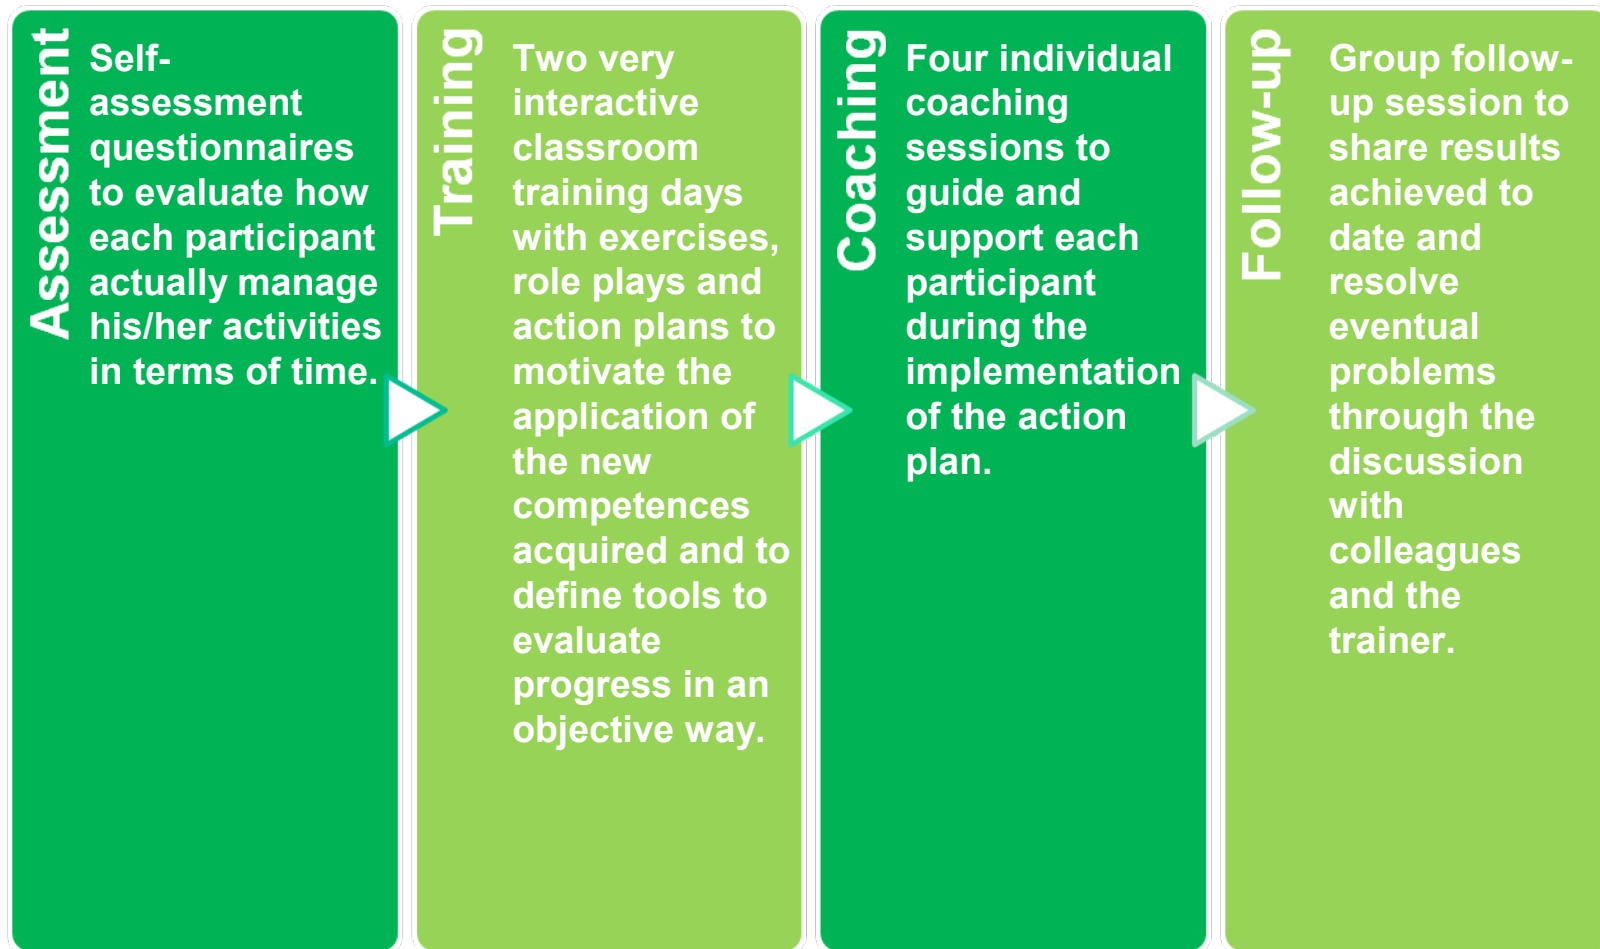 Assessment
Self-
assessment
questionnaires
to evaluate how
each participant
actually manage
his/her activities
in terms of time.
Training
Two very
interactive
classroom
training days
with exercises,
role plays and
action plans to
motivate the
application of
the new
competences
acquired and to
define tools to
evaluate
progress in an
objective way.
Coaching
Four individual
coaching
sessions to
guide and
support each
participant
during the
implementation
of the action
plan.
Follow-up
Group follow-
up session to
share results
achieved to
date and
resolve
eventual
problems
through the
discussion
with
colleagues
and the
trainer.